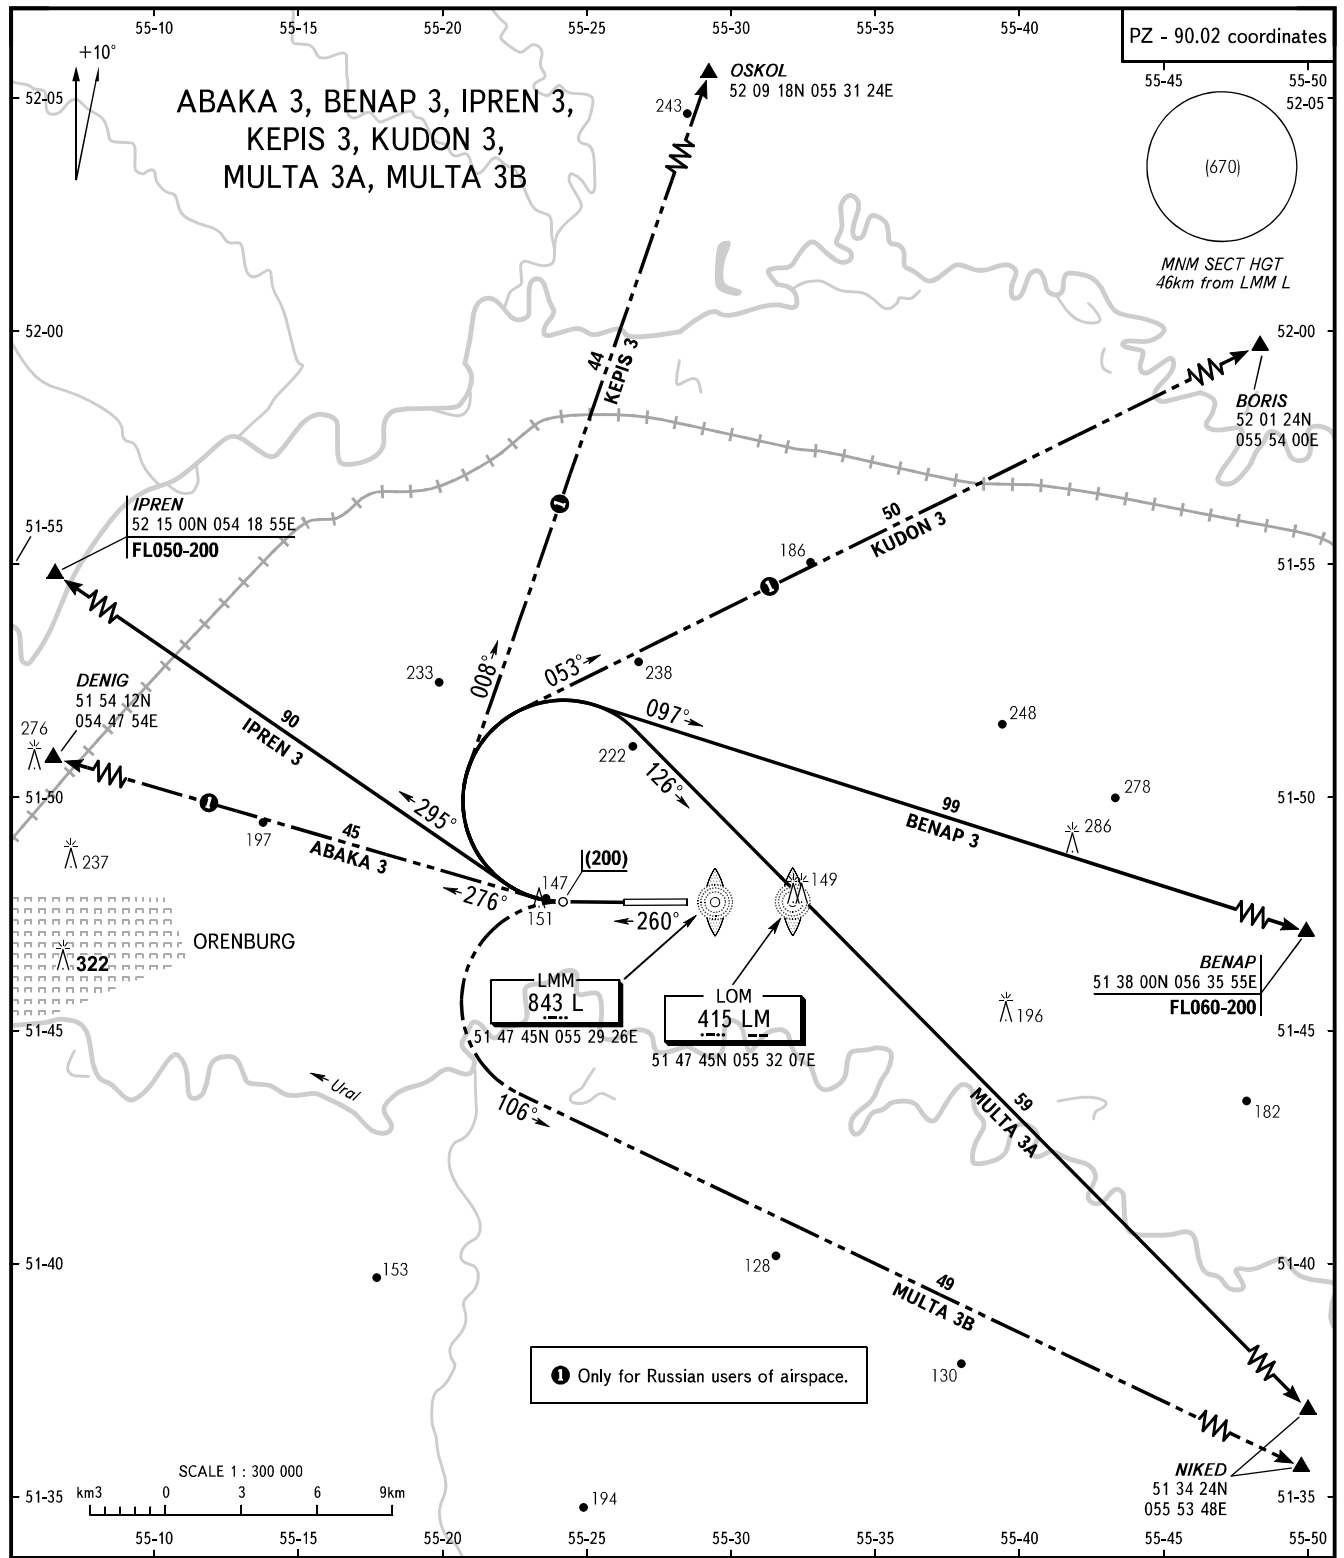 55-10
55-20
55-25
55-30
55-35
55-40
PZ - 90.02 coordinates
55-45
55-50
+10°
52-05
52-05
ABAKA 3, BENAP 3, IPREN 3,
KEPIS 3, KUDON 3,
MULTA 3A, MULTA 3B
OSKOL
52 09 18N 055 31 24E
243
(670)
MNM SECT HGT
46km from LMM L
52-00
52-00
44
KEPIS 3
BORIS
52 01 24N
055 54 00E
IPREN
52 15 00N 054 18 55E
FL050-200
51-55
1
50
KUDON 3
186
51-55
1
DENIG
51 54 12N
054 47 54E
276
233
008°
053°
238
90
IPREN 3
097°
248
222
126°
51-50
1
295°
278
51-50
99
BENAP 3
286
197
45
ABAKA 3
237
(200)
147
151
276°
260°
149
ORENBURG
322
LMM
843 L
51 47 45N 055 29 26E
LOM
415 LM
51 47 45N 055 32 07E
BENAP
51 38 00N 056 35 55E
FL060-200
196
51-45
51-45
Ural
106°
59
MULTA 3A
182
51-40
153
128
51-40
49
MULTA 3B
130
1 Only for Russian users of airspace.
SCALE 1 : 300 000
km3 0 3 6 9km
194
NIKED
51 34 24N
055 53 48E
51-35
51-35
55-10
55-15
55-20
55-25
55-30
55-35
55-40
55-45
55-50